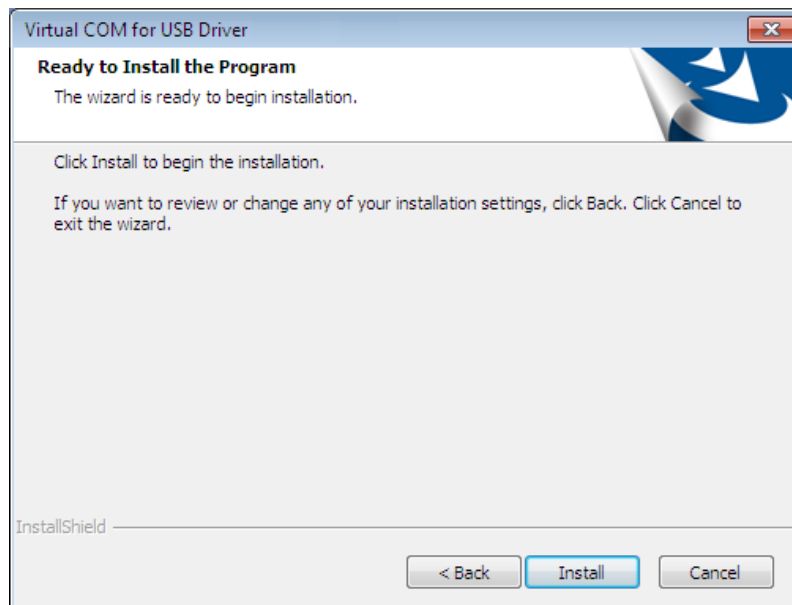 Virtual COM for USB Driver
Ready to Install the Program
The wizard is ready to begin installation.
Click Install to begin the installation.
If you want to review or change any of your installation settings, click Back. Click Cancel to
exit the wizard.
InstallShield
< Back
Install
Cancel